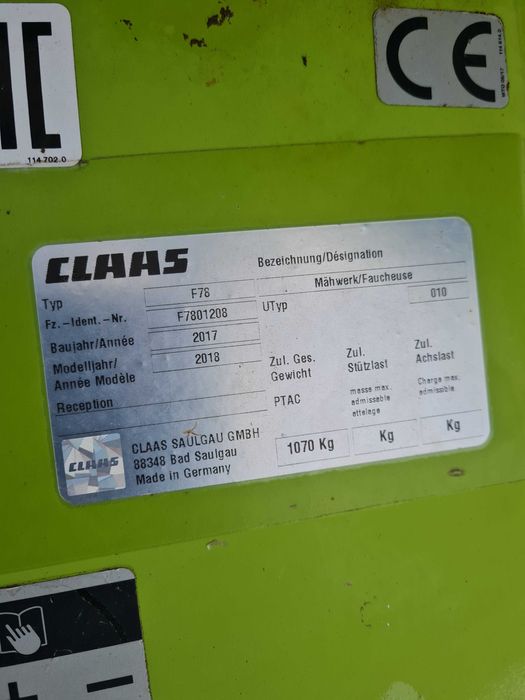 114 702.0
CE
CLAAS
Bezeichnung/Désignation
Mähwerk/Faucheuse
Typ F78
UTyp 010
Fz.-Ident.-Nr. F7801208
Baujahr/Année 2017
Modelljahr/
Année Modèle 2018
Reception
Zul. Ges.
Gewicht
PTAC
Zul.
Stützlast
masse max.
admissable
attelage
Zul.
Achslast
Charge max.
admissible
CLAAS
CLAAS SAULGAU GMBH
88348 Bad Saulgau
Made in Germany
1070 Kg Kg Kg